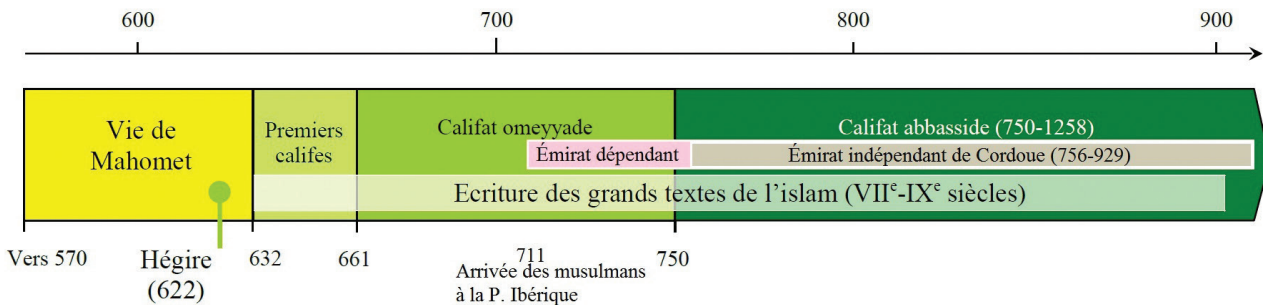 600 700 800 900
Vie de
Mahomet
Premiers
califes
Califat omeyyade
Califat abbasside (750-1258)
Émirat dépendant
Émirat indépendant de Cordoue (756-929)
Ecriture des grands textes de l'islam (VIIe-IXe siècles)
Vers 570
Hégire
(622)
632
661
711
Arrivée des musulmans
à la P. Ibérique
750